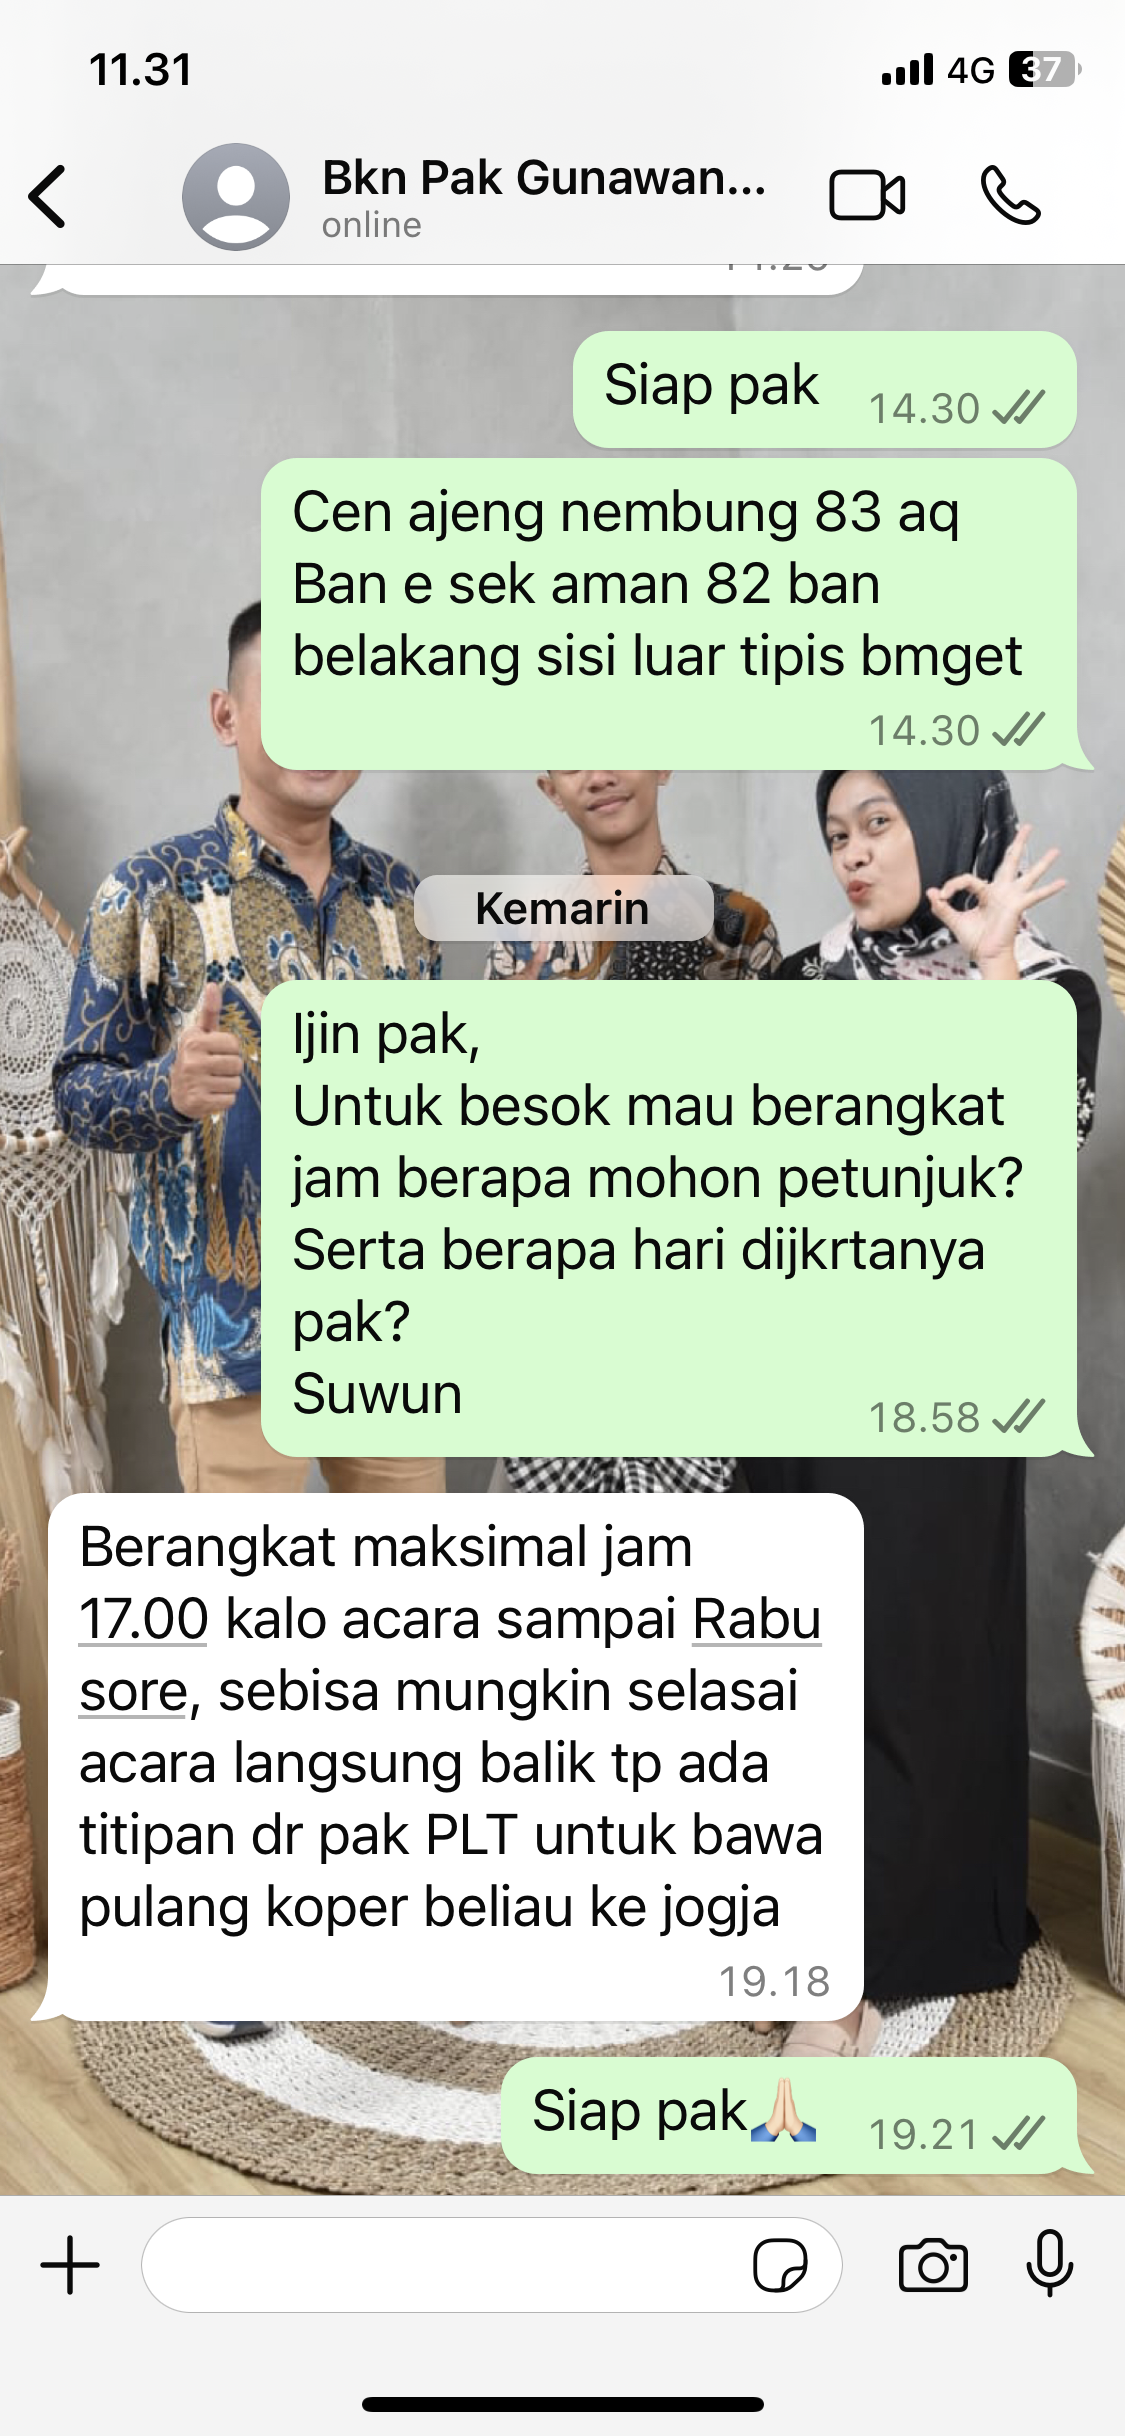 11.31
4G 37
Bkn Pak Gunawan...
online
Siap pak
14.30
Cen ajeng nembung 83 aq
Ban e sek aman 82 ban
belakang sisi luar tipis bmget
14.30
Kemarin
Ijin pak,
Untuk besok mau berangkat
jam berapa mohon petunjuk?
Serta berapa hari dijkrtanya
pak?
Suwun
18.58
Berangkat maksimal jam
17.00 kalo acara sampai Rabu
sore, sebisa mungkin selasai
acara langsung balik tp ada
titipan dr pak PLT untuk bawa
pulang koper beliau ke jogja
19.18
Siap pak🙏🏻
19.21